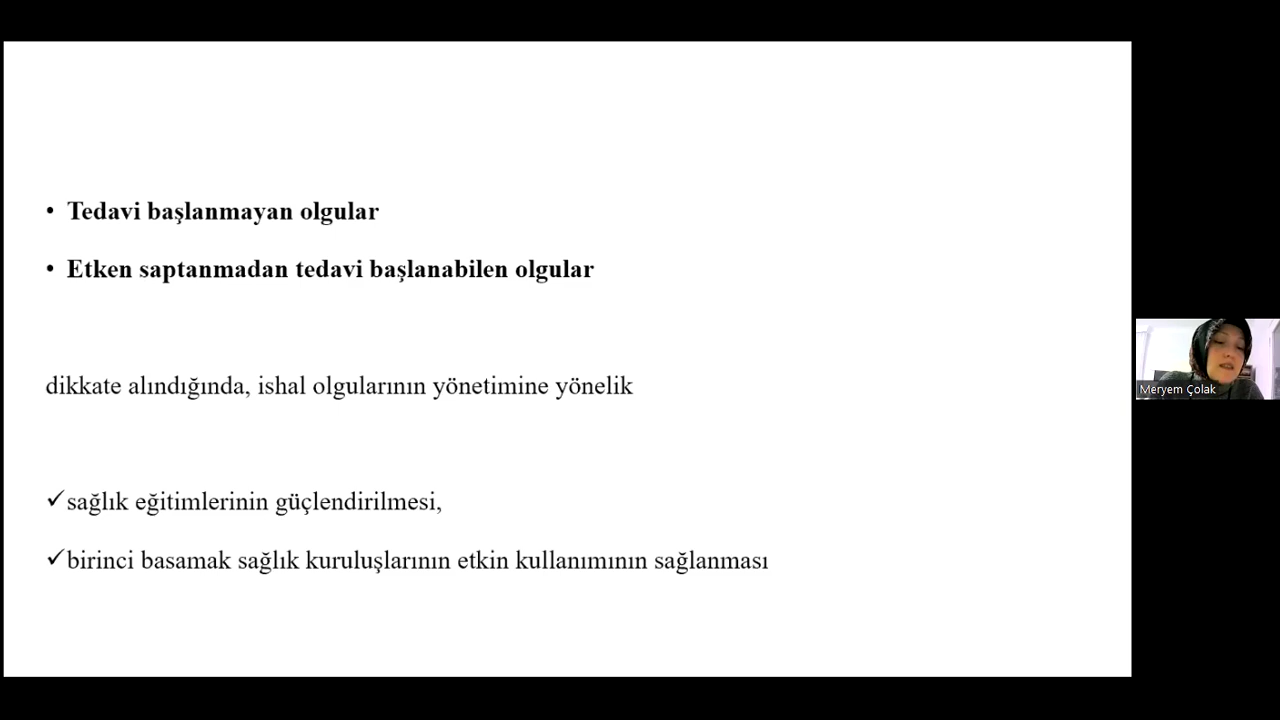 • Tedavi başlanmayan olgular
• Etken saptanmadan tedavi başlanabilen olgular
dikkate alındığında, ishal olgularının yönetimine yönelik
✓sağlık eğitimlerinin güçlendirilmesi,
✓birinci basamak sağlık kuruluşlarının etkin kullanımının sağlanması
Meryem Çolak